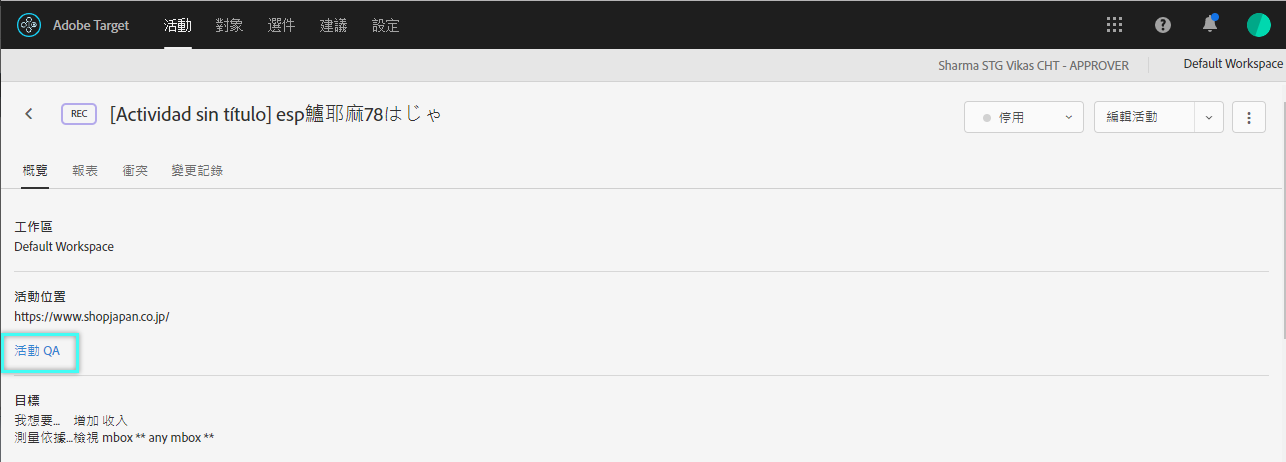 Adobe Target 活動 對象 選件 建議 設定
Sharma STG Vikas CHT - APPROVER Default Workspace
REC [Actividad sin título] esp鱸耶麻78はじゃ 停用 編輯活動
概覽 報表 衝突 變更記錄
工作區
Default Workspace
活動位置
https://www.shopjapan.co.jp/
活動 QA
目標
我想要... 增加 收入
測量依據...檢視 mbox ** any mbox **